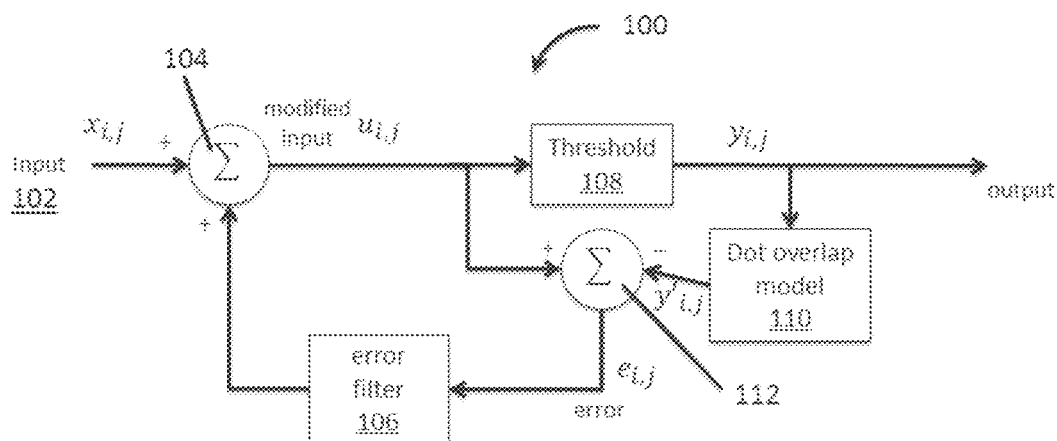 100
104
x_{i,j}
modified
input
u_{i,j}
+
Σ
Threshold
108
y_{i,j}
Input
102
output
+
+
Σ
−
y'_{i,j}
Dot overlap
model
110
error
filter
106
e_{i,j}
error
112